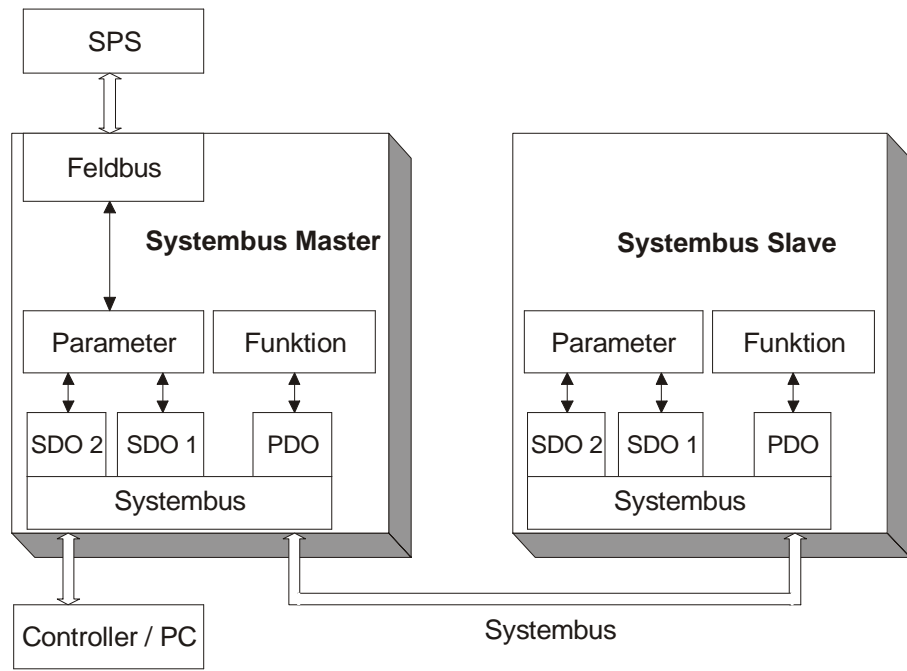 SPS
Feldbus
Systembus Master
Parameter
Funktion
SDO 2
SDO 1
PDO
Systembus
Controller / PC
Systembus Slave
Parameter
Funktion
SDO 2
SDO 1
PDO
Systembus
Systembus